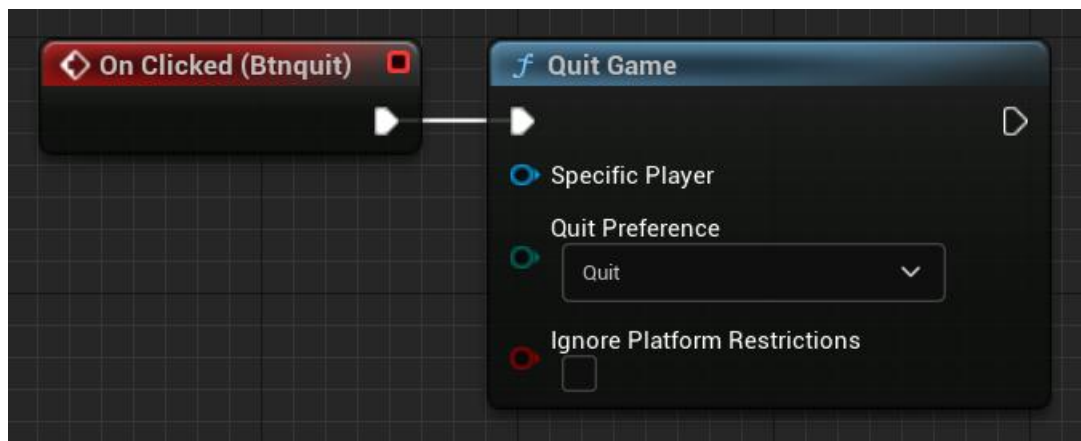 On Clicked (Btnquit)
f Quit Game
Specific Player
Quit Preference
Quit
Ignore Platform Restrictions